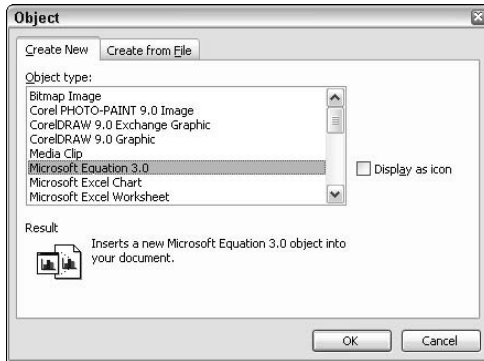 Object
Create New
Create from File
Object type:
Bitmap Image
Corel PHOTO-PAINT 9.0 Image
CorelDRAW 9.0 Exchange Graphic
CorelDRAW 9.0 Graphic
Media Clip
Microsoft Equation 3.0
Microsoft Excel Chart
Microsoft Excel Worksheet
Display as icon
Result
Inserts a new Microsoft Equation 3.0 object into
your document.
OK
Cancel